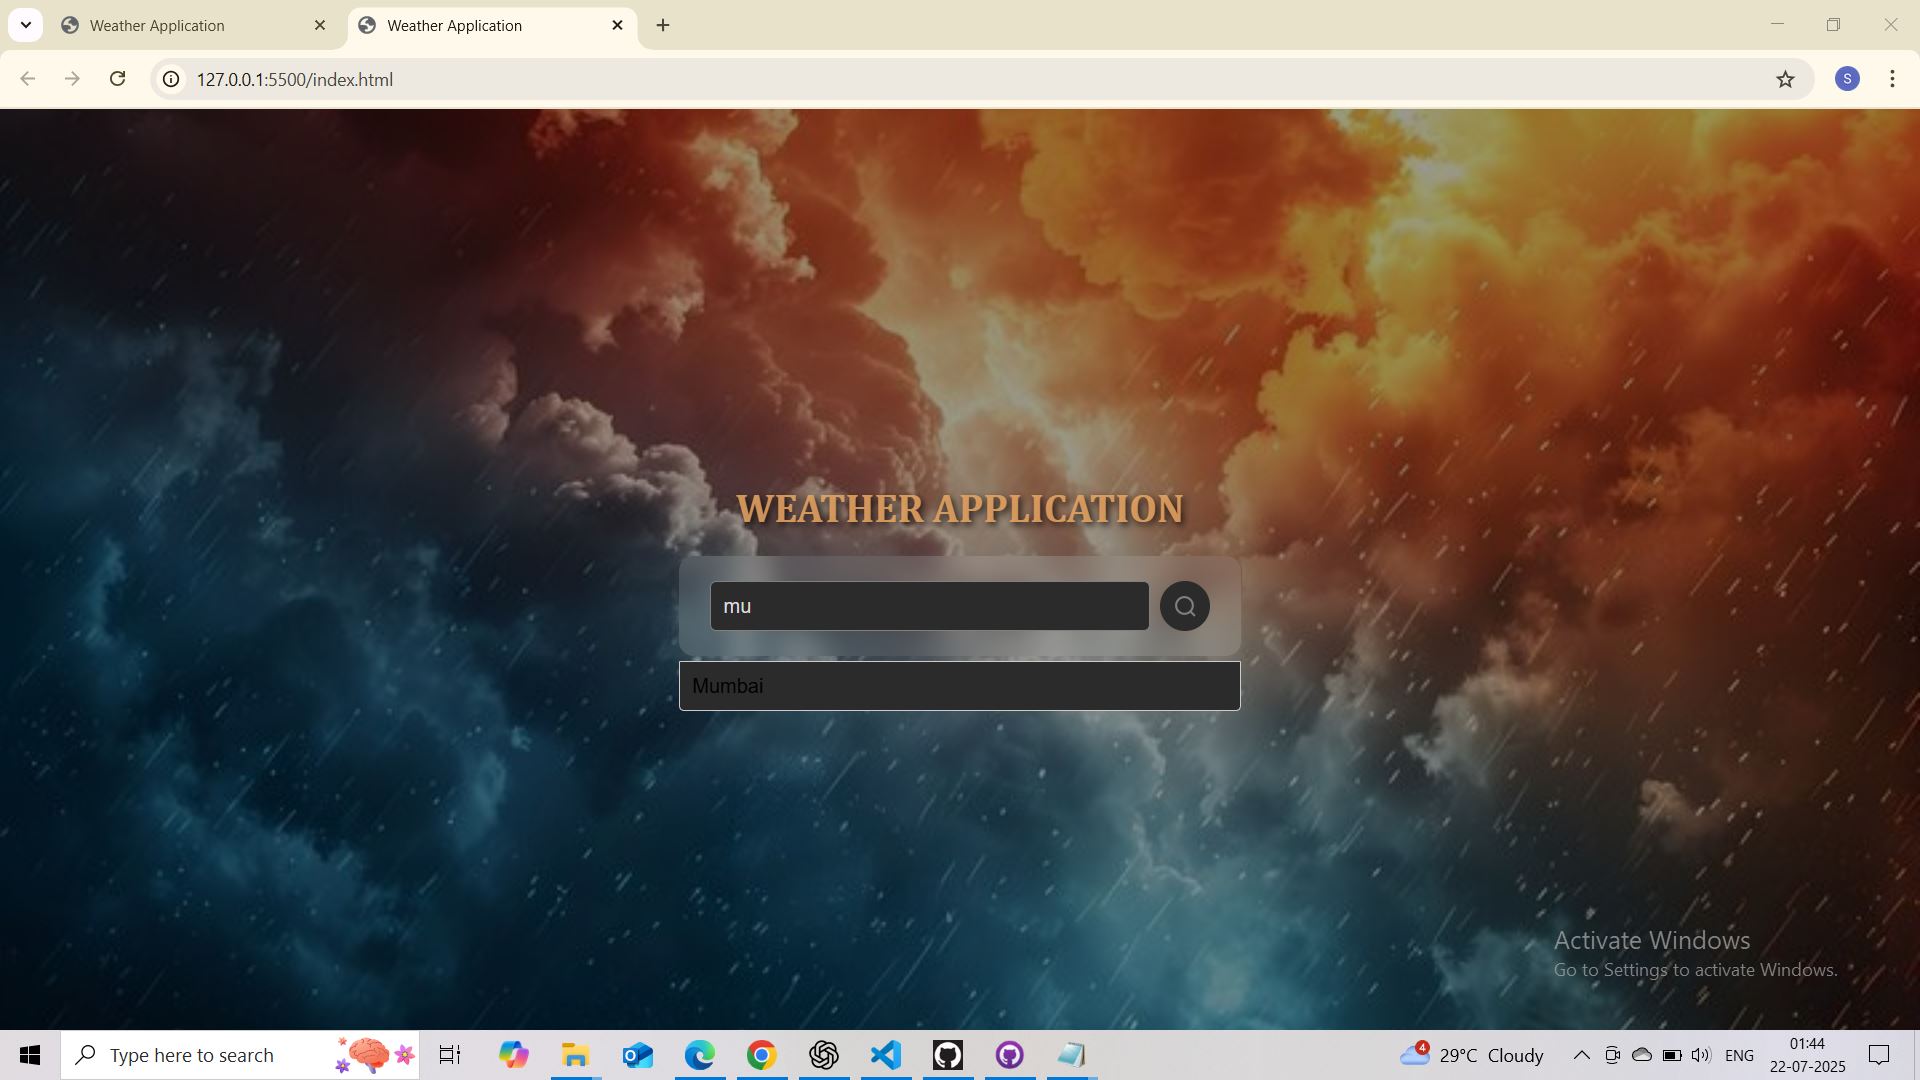 Weather Application
Weather Application
127.0.0.1:5500/index.html
S
WEATHER APPLICATION
mu
Mumbai
Activate Windows
Go to Settings to activate Windows.
Type here to search
4
29°C Cloudy
ENG
01:44
22-07-2025